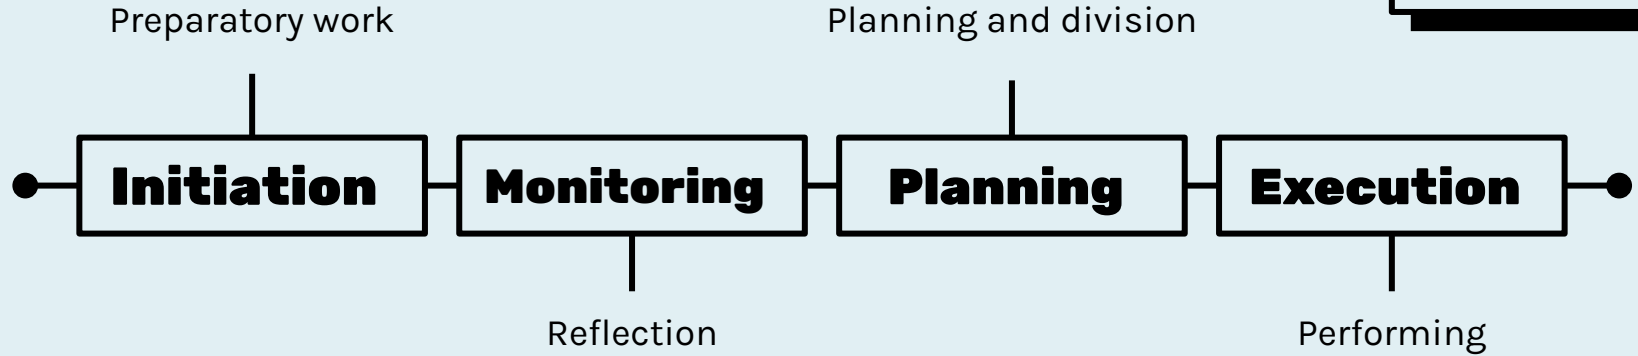 Preparatory work
Planning and division
Initiation
Monitoring
Planning
Execution
Reflection
Performing